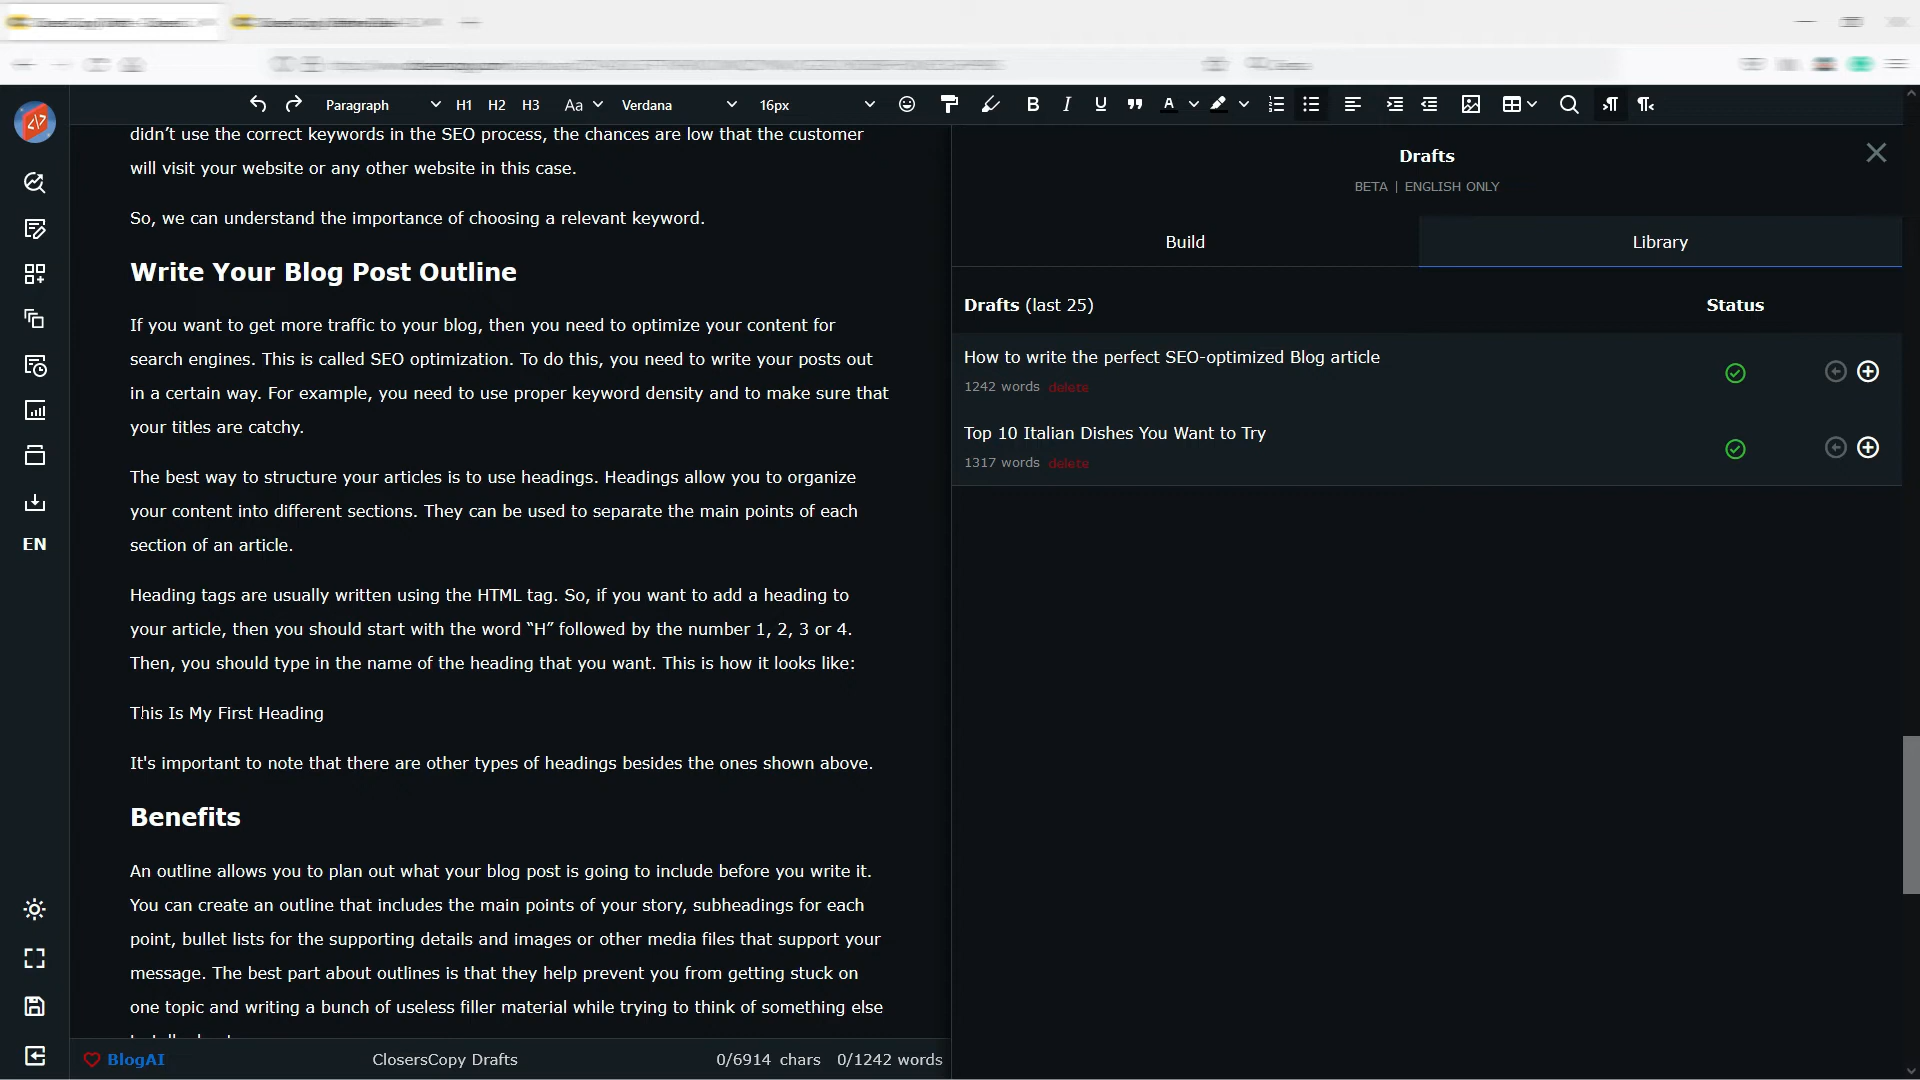 Paragraph H1 H2 H3 Aa Verdana 16px B I U A
didn’t use the correct keywords in the SEO process, the chances are low that the customer
will visit your website or any other website in this case.
So, we can understand the importance of choosing a relevant keyword.
Write Your Blog Post Outline
If you want to get more traffic to your blog, then you need to optimize your content for
search engines. This is called SEO optimization. To do this, you need to write your posts out
in a certain way. For example, you need to use proper keyword density and to make sure that
your titles are catchy.
The best way to structure your articles is to use headings. Headings allow you to organize
your content into different sections. They can be used to separate the main points of each
section of an article.
Heading tags are usually written using the HTML tag. So, if you want to add a heading to
your article, then you should start with the word “H” followed by the number 1, 2, 3 or 4.
Then, you should type in the name of the heading that you want. This is how it looks like:
This Is My First Heading
It's important to note that there are other types of headings besides the ones shown above.
Benefits
An outline allows you to plan out what your blog post is going to include before you write it.
You can create an outline that includes the main points of your story, subheadings for each
point, bullet lists for the supporting details and images or other media files that support your
message. The best part about outlines is that they help prevent you from getting stuck on
one topic and writing a bunch of useless filler material while trying to think of something else
EN
BlogAI
ClosersCopy Drafts
0/6914 chars 0/1242 words
Drafts
BETA | ENGLISH ONLY
Build
Library
Drafts (last 25)
Status
How to write the perfect SEO-optimized Blog article
1242 words delete
Top 10 Italian Dishes You Want to Try
1317 words delete